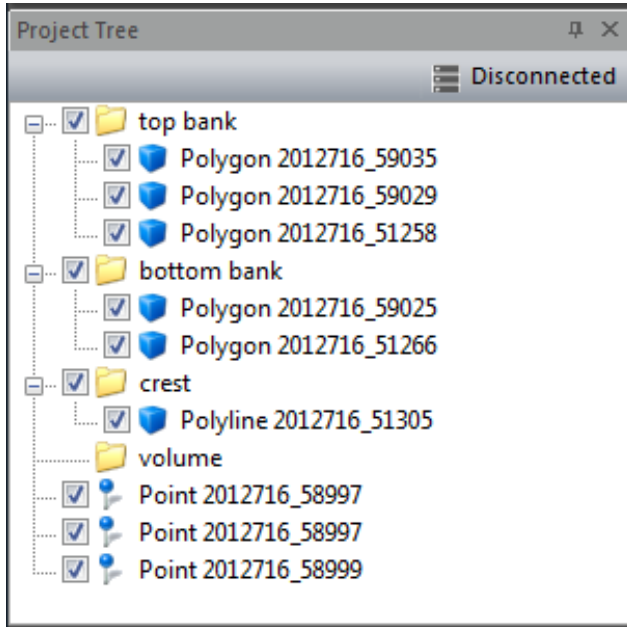 Project Tree
Disconnected
top bank
Polygon 2012716_59035
Polygon 2012716_59029
Polygon 2012716_51258
bottom bank
Polygon 2012716_59025
Polygon 2012716_51266
crest
Polyline 2012716_51305
volume
Point 2012716_58997
Point 2012716_58997
Point 2012716_58999